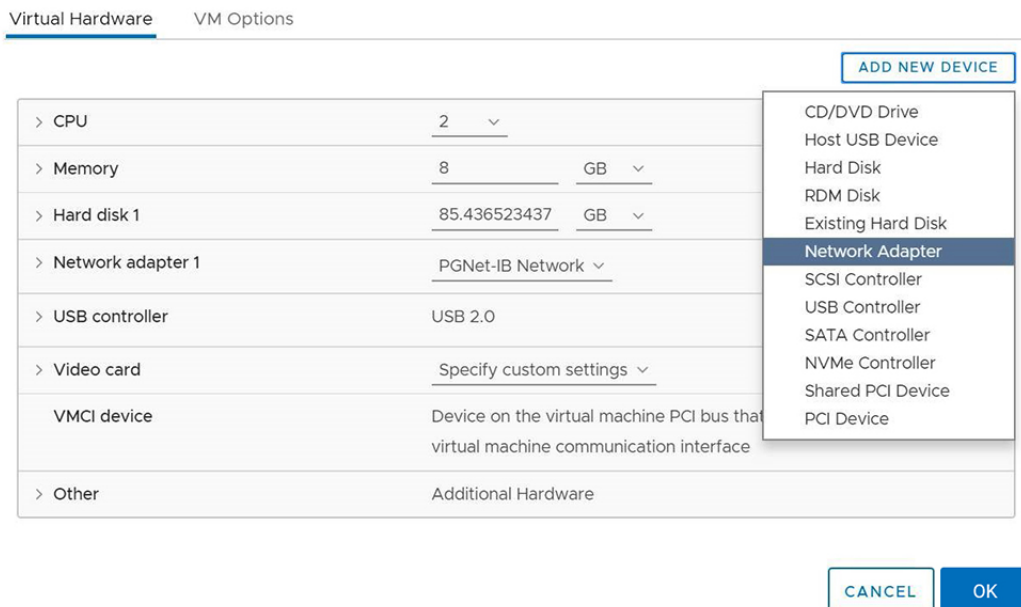 Virtual Hardware VM Options
ADD NEW DEVICE
CPU 2
Memory 8 GB
Hard disk 1 85.436523437 GB
Network adapter 1 PGNet-IB Network
USB controller USB 2.0
Video card Specify custom settings
VMCI device Device on the virtual machine PCI bus that
virtual machine communication interface
Other Additional Hardware
CD/DVD Drive
Host USB Device
Hard Disk
RDM Disk
Existing Hard Disk
Network Adapter
SCSI Controller
USB Controller
SATA Controller
NVMe Controller
Shared PCI Device
PCI Device
CANCEL OK